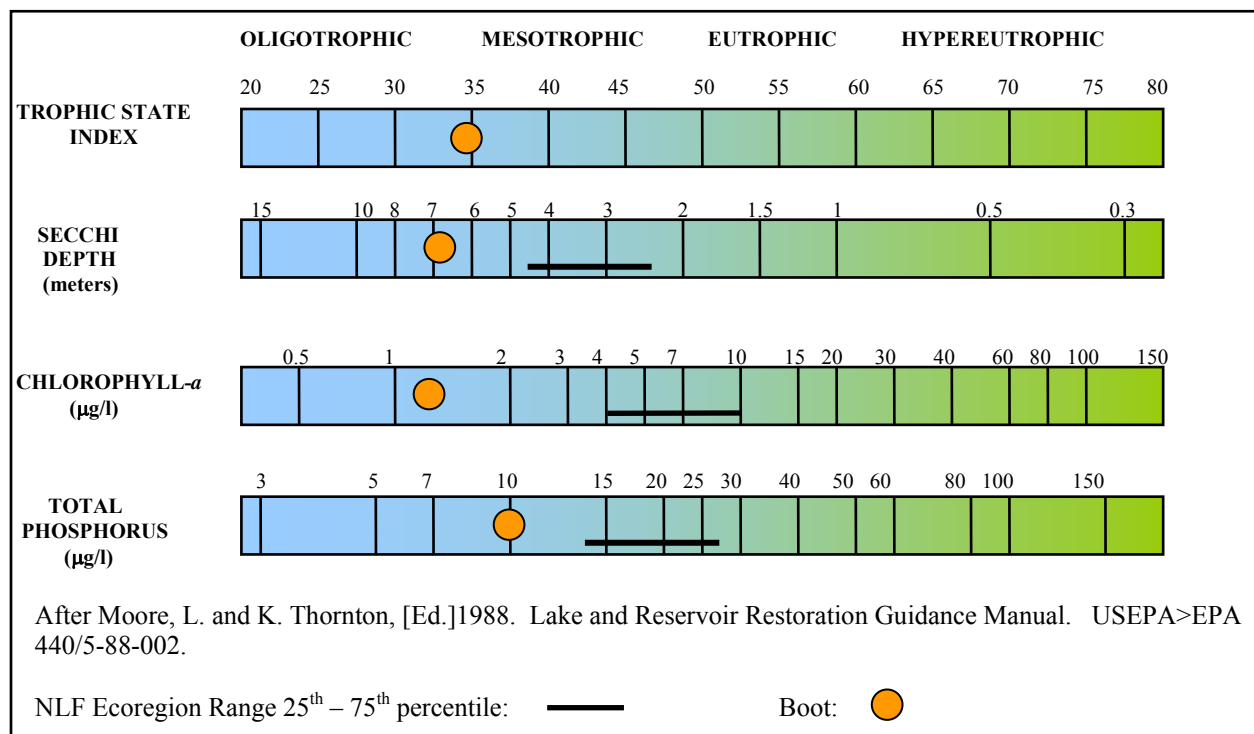 OLIGOTROPHIC MESOTROPHIC EUTROPHIC HYPEREUTROPHIC
20 25 30 35 40 45 50 55 60 65 70 75 80
TROPHIC STATE
INDEX
15 10 8 7 6 5 4 3 2 1.5 1 0.5 0.3
SECCHI
DEPTH
(meters)
0.5 1 2 3 4 5 7 10 15 20 30 40 60 80 100 150
CHLOROPHYLL-a
(µg/l)
3 5 7 10 15 20 25 30 40 50 60 80 100 150
TOTAL
PHOSPHORUS
(µg/l)
After Moore, L. and K. Thornton, [Ed.]1988. Lake and Reservoir Restoration Guidance Manual. USEPA>EPA
440/5-88-002.
NLF Ecoregion Range 25th – 75th percentile: Boot: